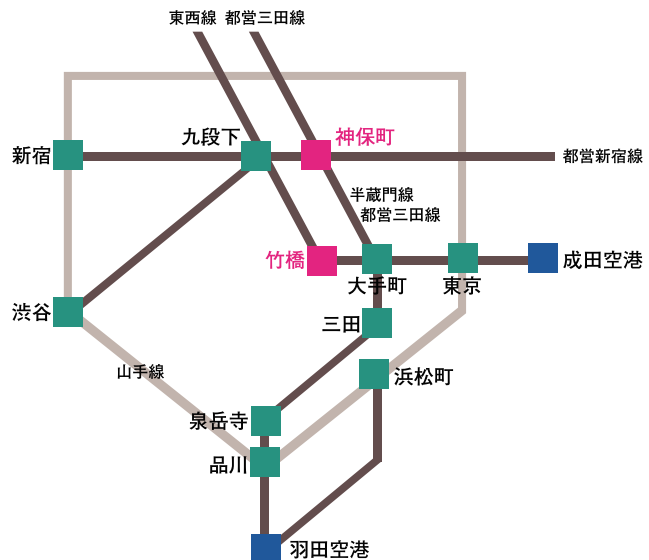 東西線 都営三田線
九段下
神保町
新宿
都営新宿線
半蔵門線
都営三田線
竹橋
成田空港
大手町
東京
渋谷
三田
山手線
浜松町
泉岳寺
品川
羽田空港